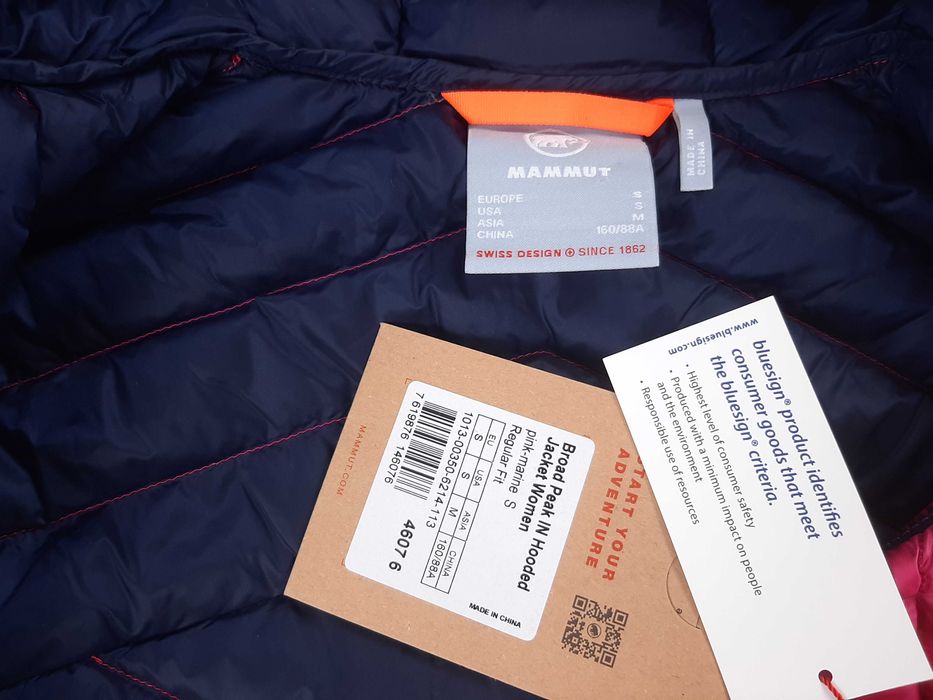 MAMMUT
EUROPE S
USA S
ASIA M
CHINA 160/88A
SWISS DESIGN SINCE 1862
MADE IN
CHINA
MAMMUT.COM
START YOUR
ADVENTURE
Broad Peak IN Hooded
Jacket Women
pink-marine S
Regular Fit
EU USA ASIA CHINA
S S M 160/88A
1013-00350-6214-113
7 619876 146076
4607 6
MADE IN CHINA
www.bluesign.com
bluesign® product identifies
consumer goods that meet
the bluesign® criteria.
• Highest level of consumer safety
• Produced with a minimum impact on people
and the environment
• Responsible use of resources